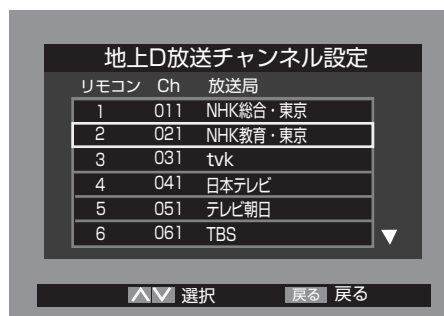 地上D放送チャンネル設定
リモコン Ch 放送局
1 011 NHK総合・東京
2 021 NHK教育・東京
3 031 tvk
4 041 日本テレビ
5 051 テレビ朝日
6 061 TBS
選択 戻る 戻る